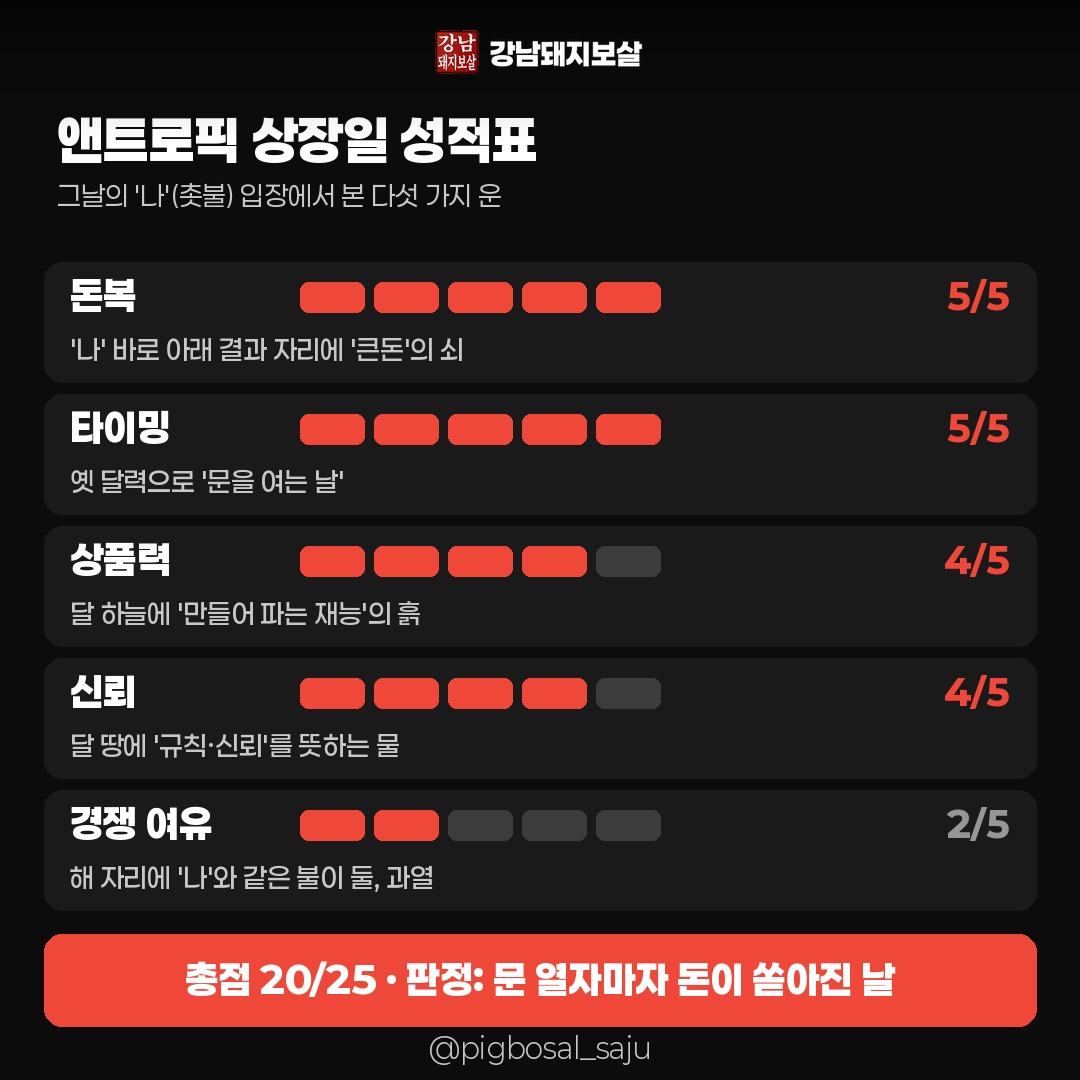 강남
돼지보살
강남돼지보살
앤트로픽 상장일 성적표
그날의 '나'(촛불) 입장에서 본 다섯 가지 운
돈복
5/5
'나' 바로 아래 결과 자리에 '큰돈'의 쇠
타이밍
5/5
옛 달력으로 '문을 여는 날'
상품력
4/5
달 하늘에 '만들어 파는 재능'의 흙
신뢰
4/5
달 땅에 '규칙·신뢰'를 뜻하는 물
경쟁 여유
2/5
해 자리에 '나'와 같은 불이 둘, 과열
총점 20/25 · 판정: 문 열자마자 돈이 쏟아진 날
@pigbosal_saju